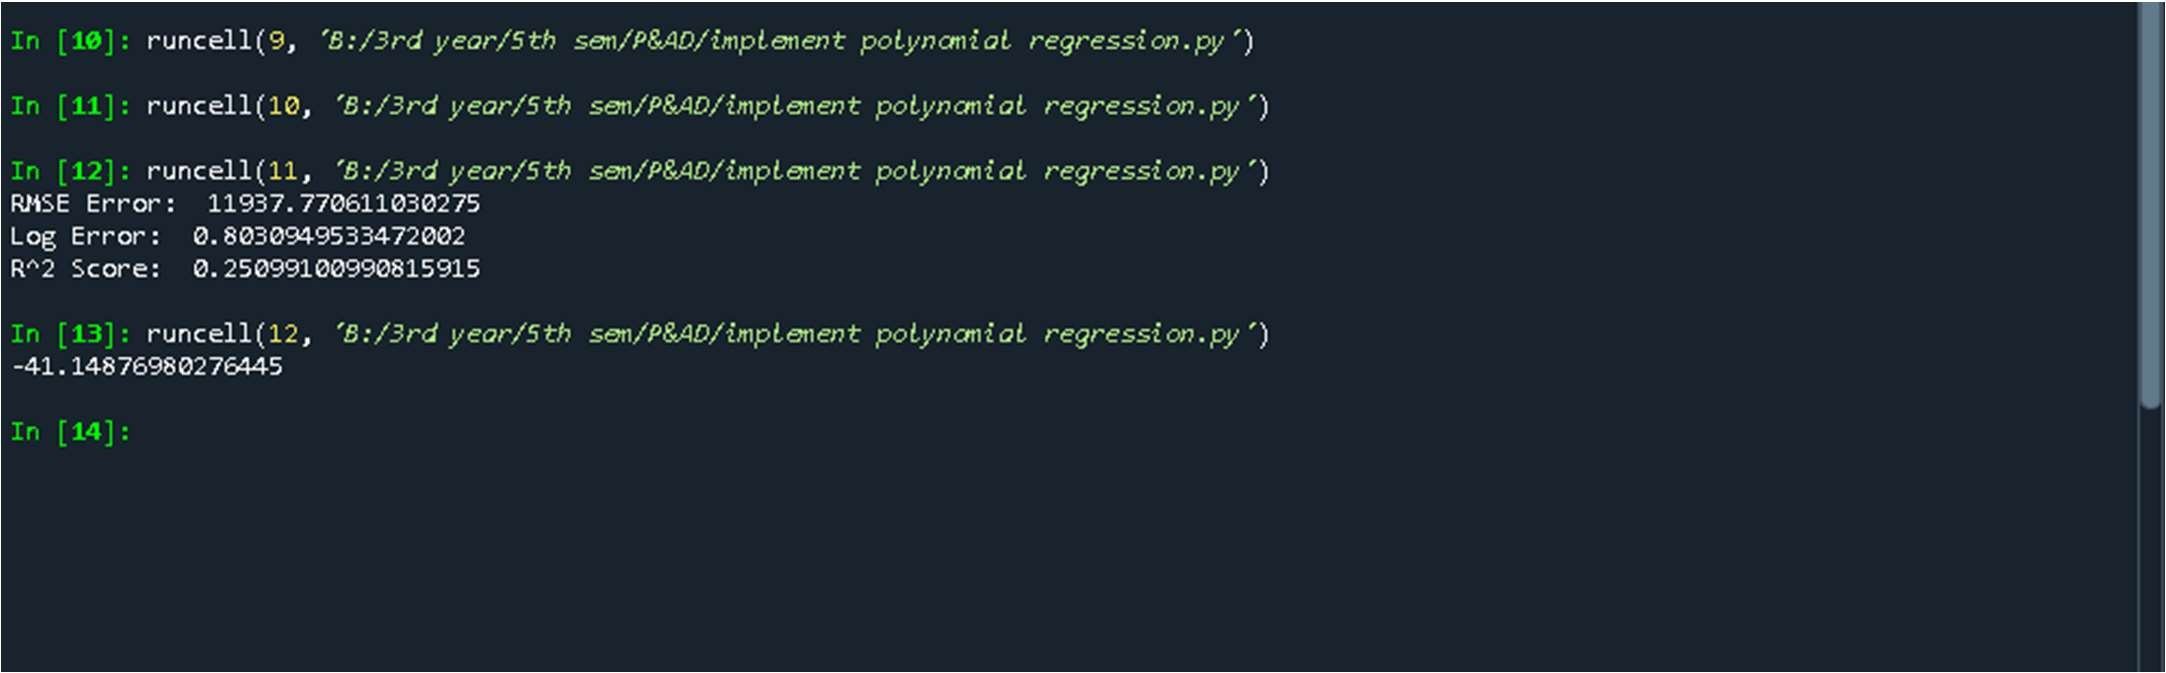 In [10]: runcell(9, 'B:/3rd year/5th sem/P&AD/implement polynomial regression.py')
In [11]: runcell(10, 'B:/3rd year/5th sem/P&AD/implement polynomial regression.py')
In [12]: runcell(11, 'B:/3rd year/5th sem/P&AD/implement polynomial regression.py')
RMSE Error:  11937.770611030275
Log Error:  0.8030949533472002
R^2 Score:  0.25099100990815915
In [13]: runcell(12, 'B:/3rd year/5th sem/P&AD/implement polynomial regression.py')
-41.14876980276445
In [14]: